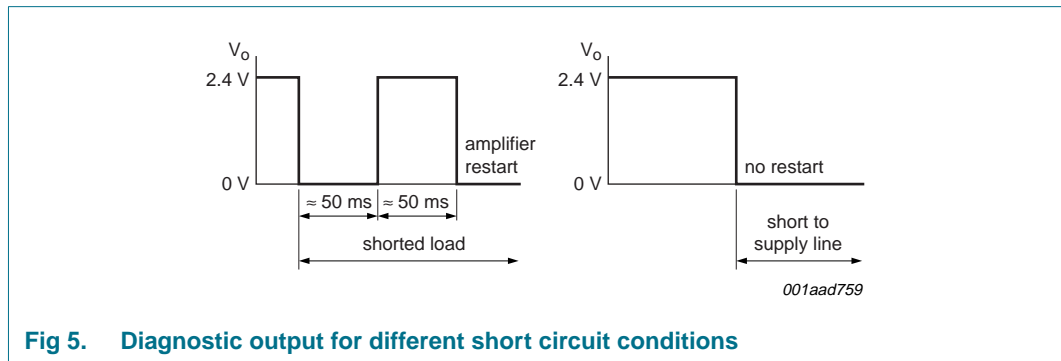 Vo
2.4 V
0 V
≈ 50 ms
≈ 50 ms
amplifier
restart
shorted load
Vo
2.4 V
0 V
no restart
short to
supply line
001aad759
Fig 5. Diagnostic output for different short circuit conditions